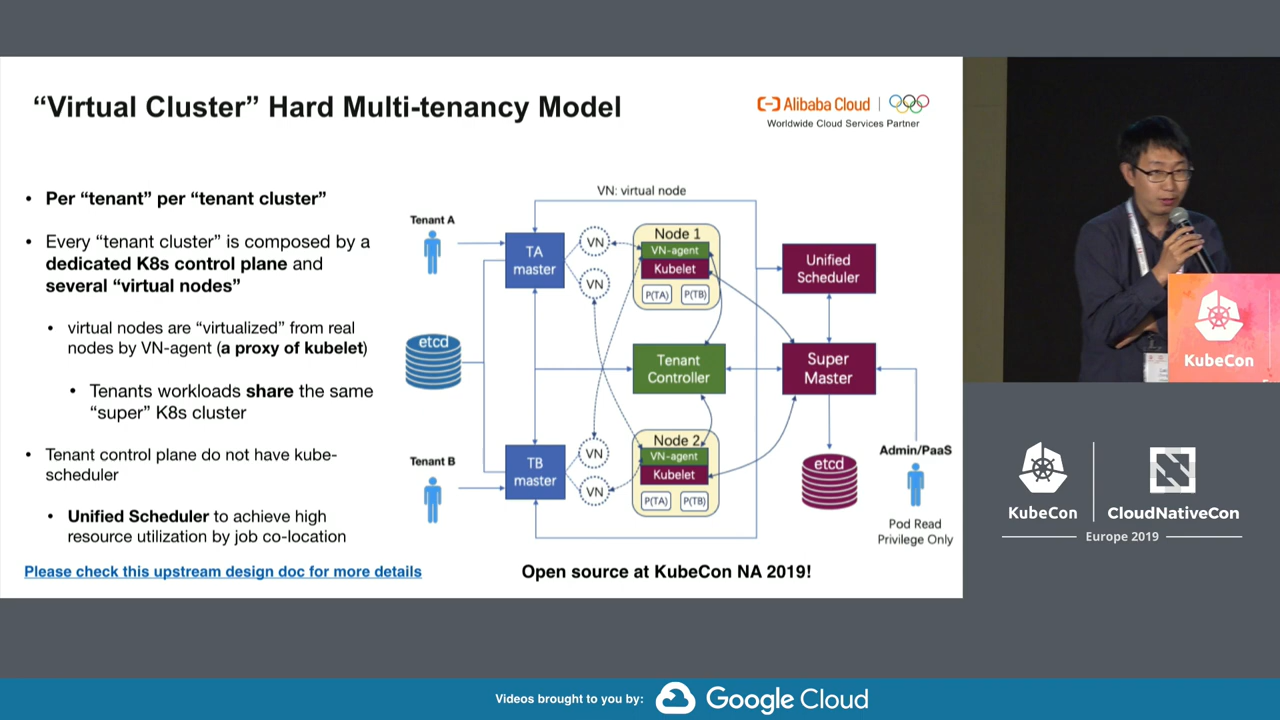 “Virtual Cluster” Hard Multi-tenancy Model
Alibaba Cloud
Worldwide Cloud Services Partner
• Per “tenant” per “tenant cluster”
• Every “tenant cluster” is composed by a
dedicated K8s control plane and
several “virtual nodes”
• virtual nodes are “virtualized” from real
nodes by VN-agent (a proxy of kubelet)
• Tenants workloads share the same
“super” K8s cluster
• Tenant control plane do not have kube-
scheduler
• Unified Scheduler to achieve high
resource utilization by job co-location
Please check this upstream design doc for more details
VN: virtual node
Tenant A
TA
master
VN
VN
Node 1
VN-agent
Kubelet
P(TA)
P(TB)
Unified
Scheduler
etcd
Tenant
Controller
Super
Master
Tenant B
TB
master
VN
VN
Node 2
VN-agent
Kubelet
P(TA)
P(TB)
etcd
Admin/PaaS
Pod Read
Privilege Only
Open source at KubeCon NA 2019!
KubeCon
KubeCon
CloudNativeCon
Europe 2019
Videos brought to you by:
Google Cloud